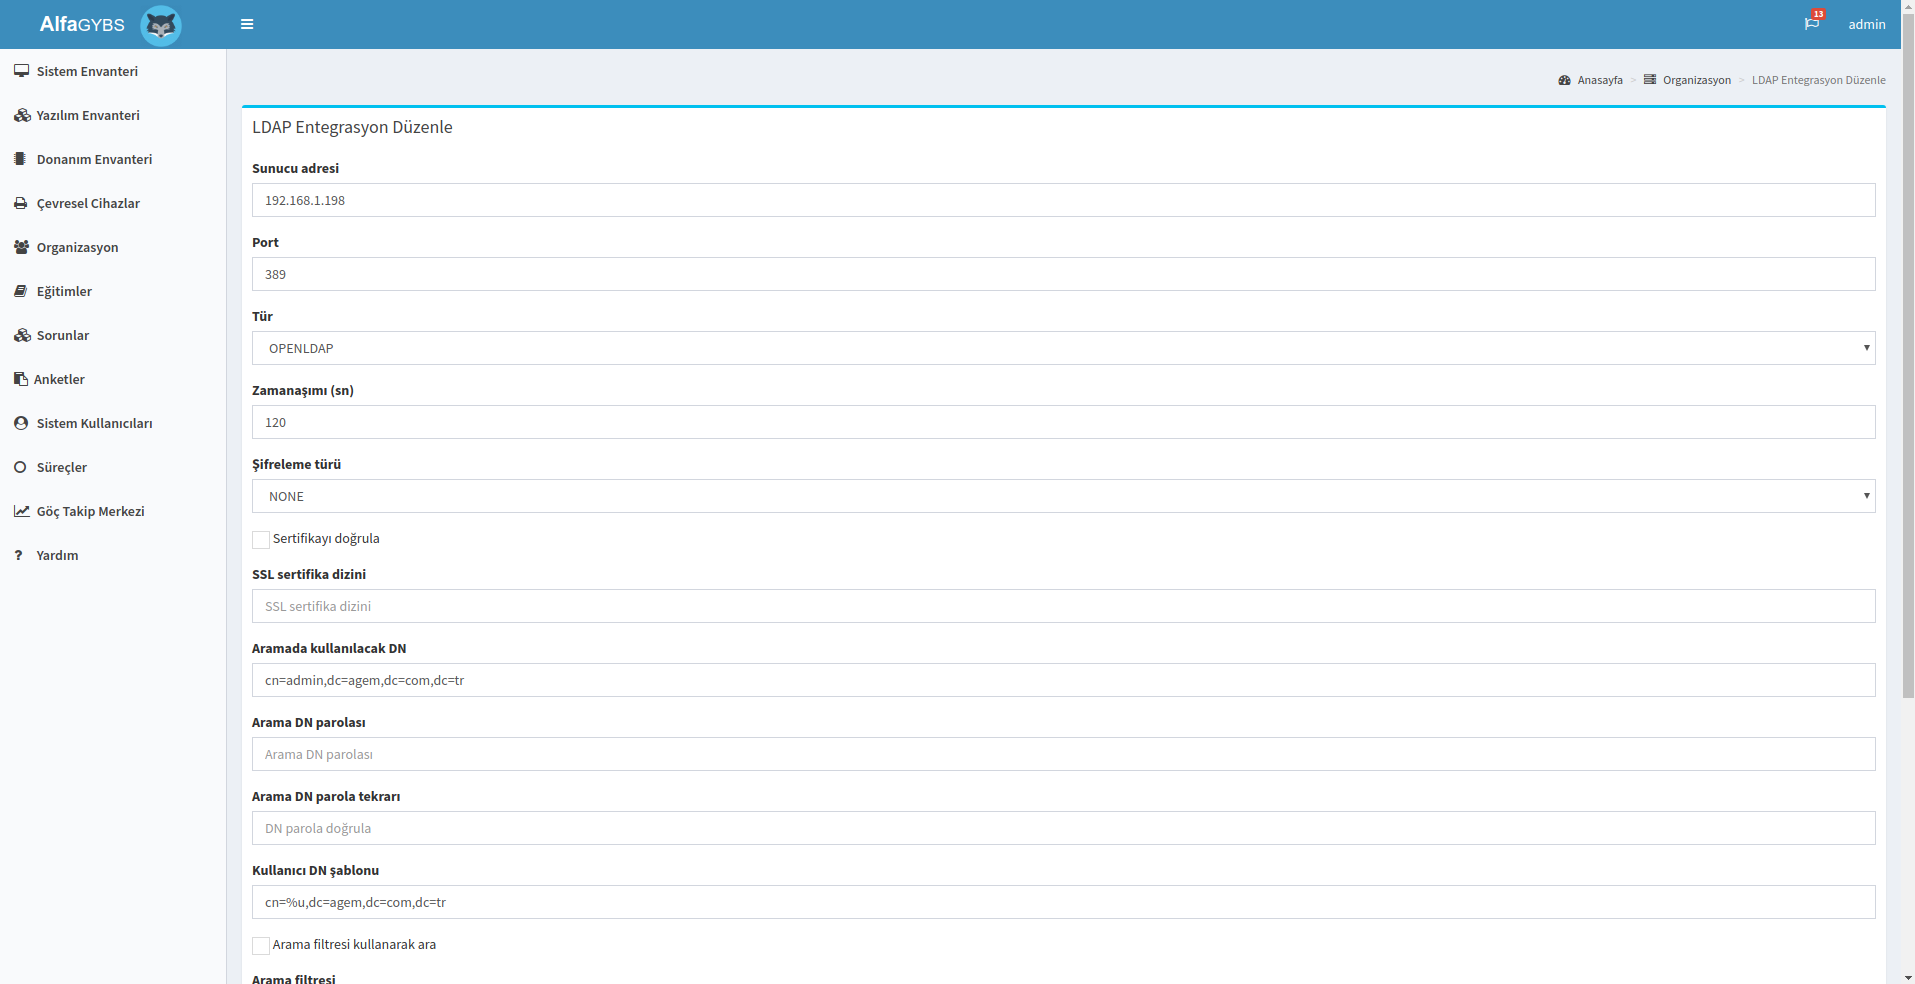 AlfaGYBS
13
admin
Sistem Envanteri
Yazılım Envanteri
Donanım Envanteri
Çevresel Cihazlar
Organizasyon
Eğitimler
Sorunlar
Anketler
Sistem Kullanıcıları
Süreçler
Göç Takip Merkezi
? Yardım
Anasayfa > Organizasyon > LDAP Entegrasyon Düzenle
LDAP Entegrasyon Düzenle
Sunucu adresi
192.168.1.198
Port
389
Tür
OPENLDAP
Zamanaşımı (sn)
120
Şifreleme türü
NONE
Sertifikayı doğrula
SSL sertifika dizini
SSL sertifika dizini
Aramada kullanılacak DN
cn=admin,dc=agem,dc=com,dc=tr
Arama DN parolası
Arama DN parolası
Arama DN parola tekrarı
DN parola doğrula
Kullanıcı DN şablonu
cn=%u,dc=agem,dc=com,dc=tr
Arama filtresi kullanarak ara
Arama filtresi